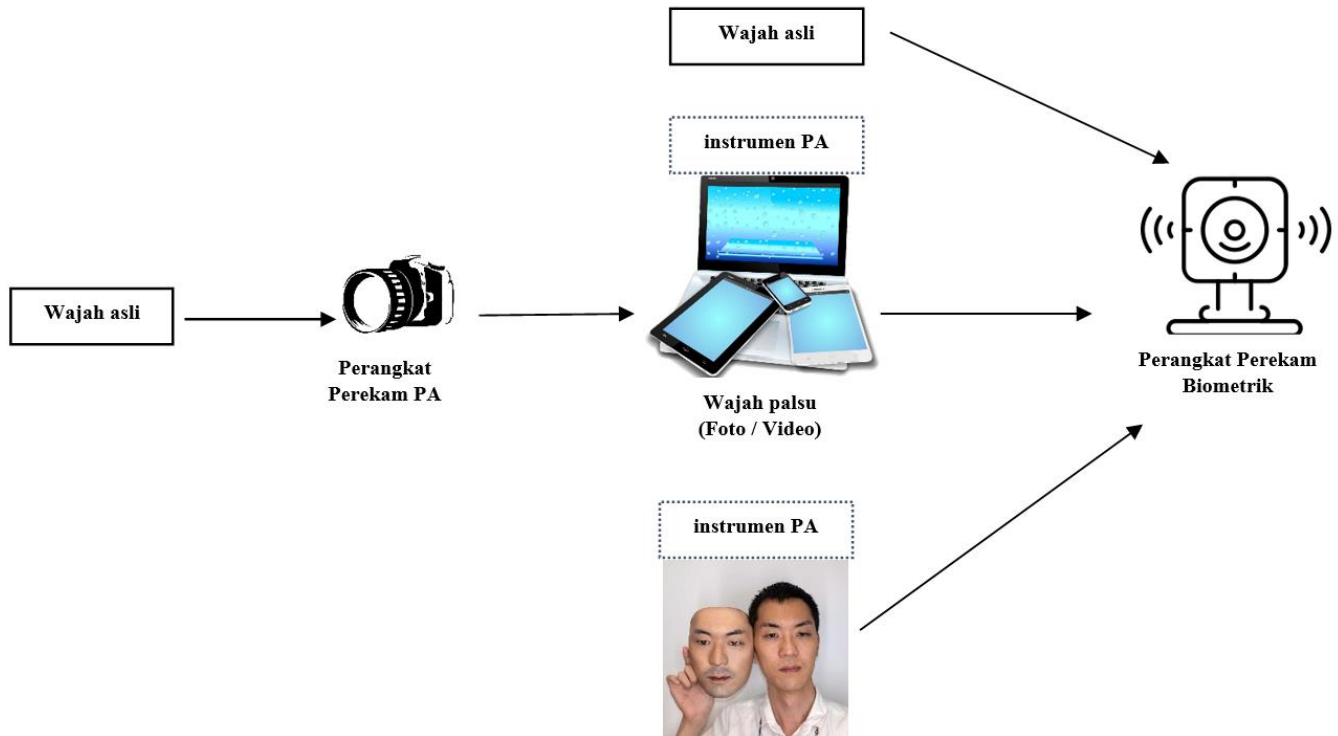 Wajah asli
instrumen PA
Wajah asli
Perangkat
Perekam PA
Wajah palsu
(Foto / Video)
Perangkat Perekam
Biometrik
instrumen PA